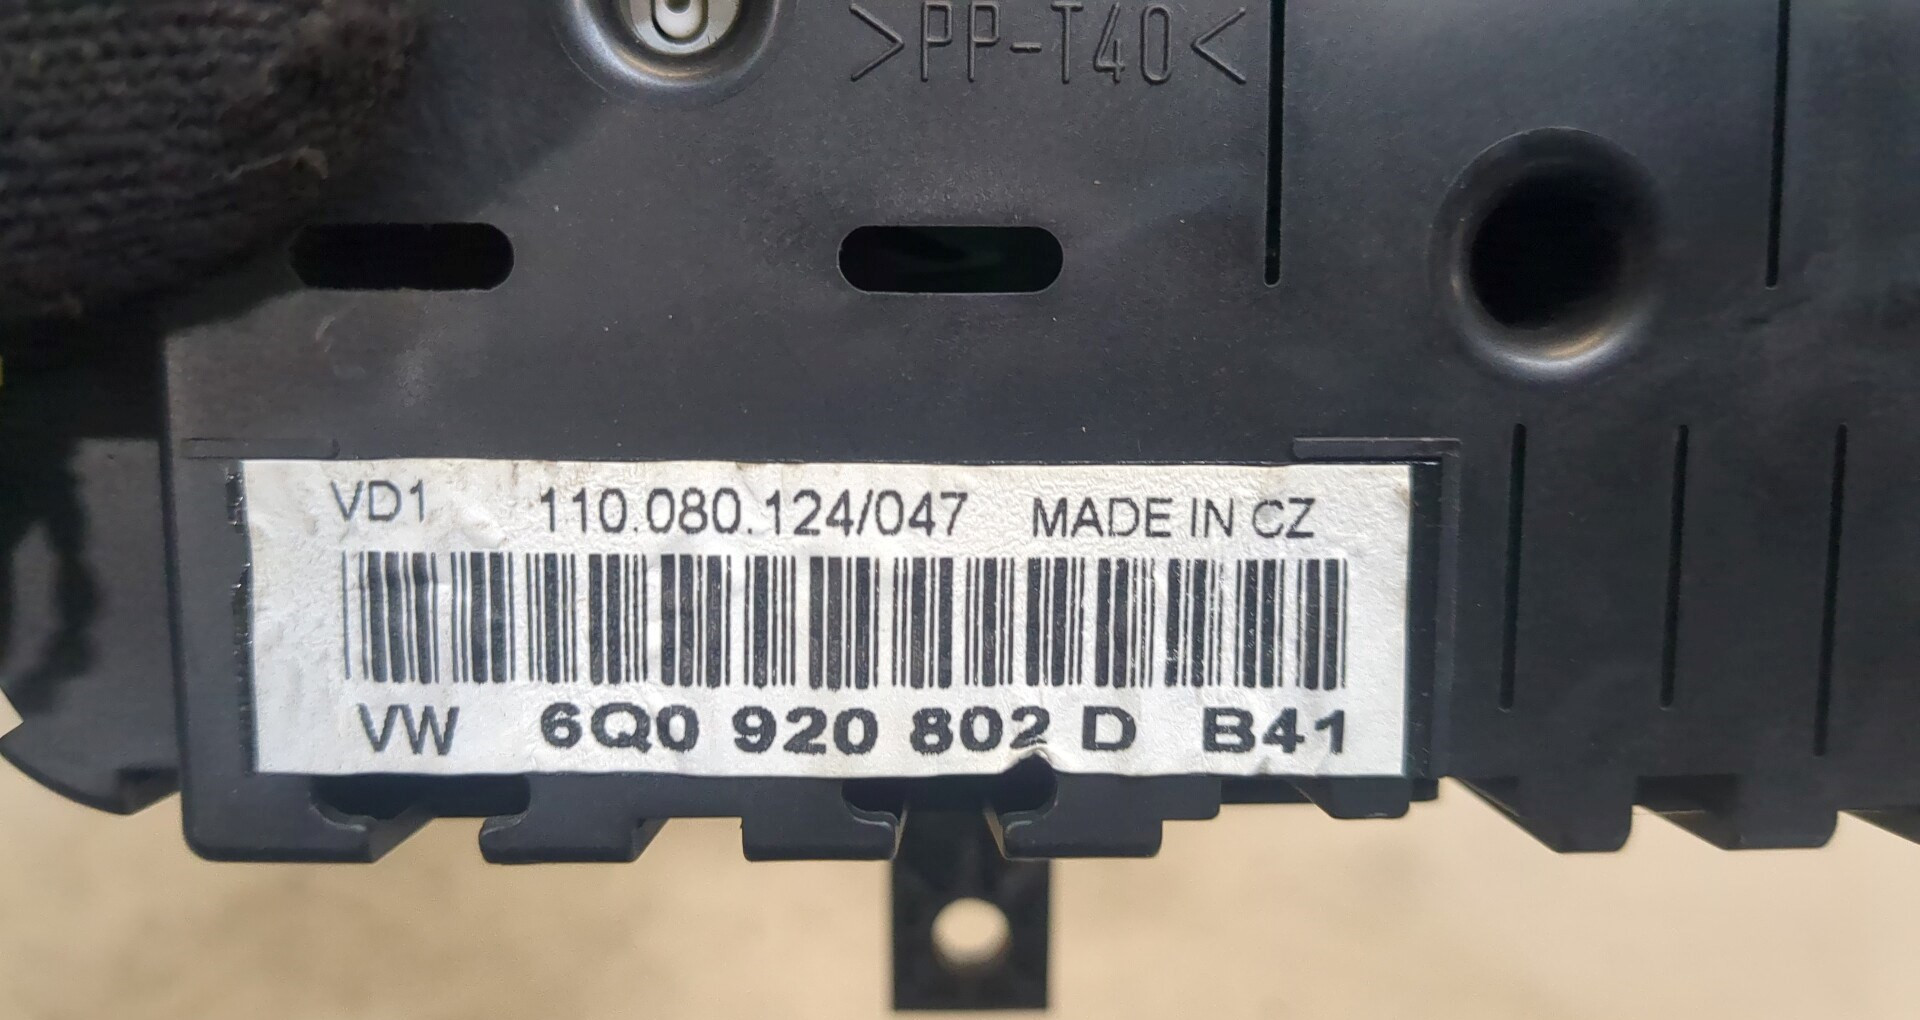 >PP-T40<
VD1 110.080.124/047 MADE IN CZ
VW 6Q0 920 802 D B41